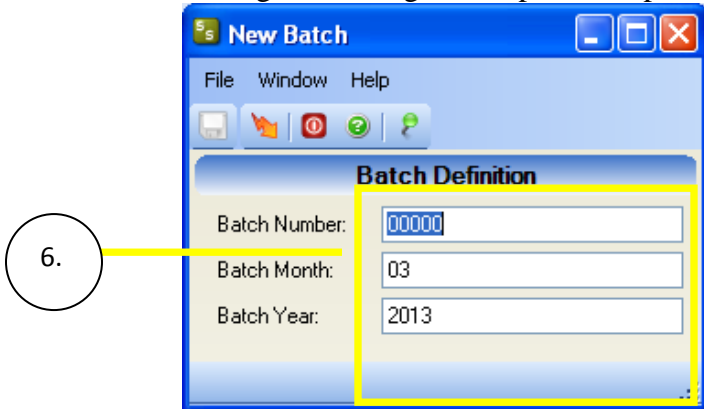 New Batch
File Window Help
Batch Definition
Batch Number: 00000
6.
Batch Month: 03
Batch Year: 2013